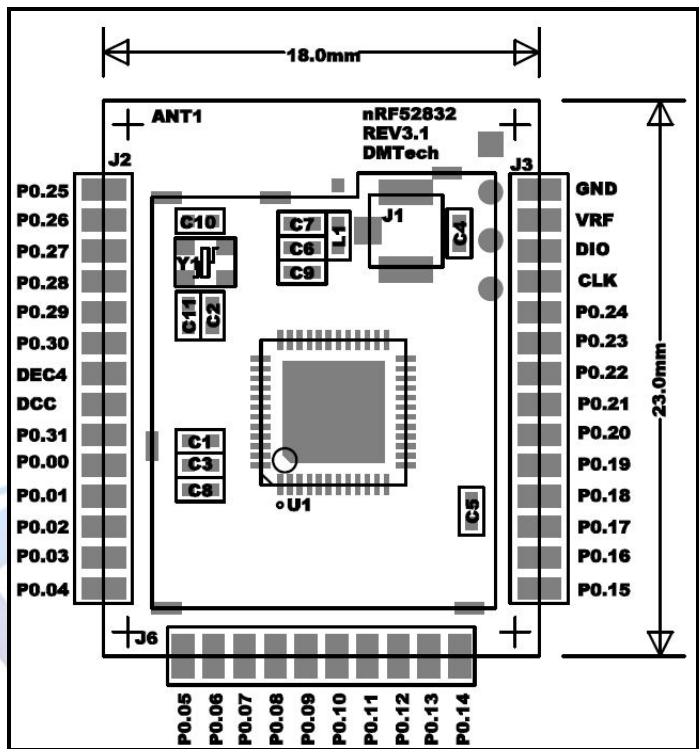 18.0mm
ANT1
nRF52832
REV3.1
DMTech
J2
J3
P0.25
P0.26
P0.27
P0.28
P0.29
P0.30
DEC4
DCC
P0.31
P0.00
P0.01
P0.02
P0.03
P0.04
C10
Y1
C11
C2
C7
C6
C9
L1
J1
C4
C1
C3
C8
U1
C5
GND
VRF
DIO
CLK
P0.24
P0.23
P0.22
P0.21
P0.20
P0.19
P0.18
P0.17
P0.16
P0.15
23.0mm
J6
P0.05
P0.06
P0.07
P0.08
P0.09
P0.10
P0.11
P0.12
P0.13
P0.14